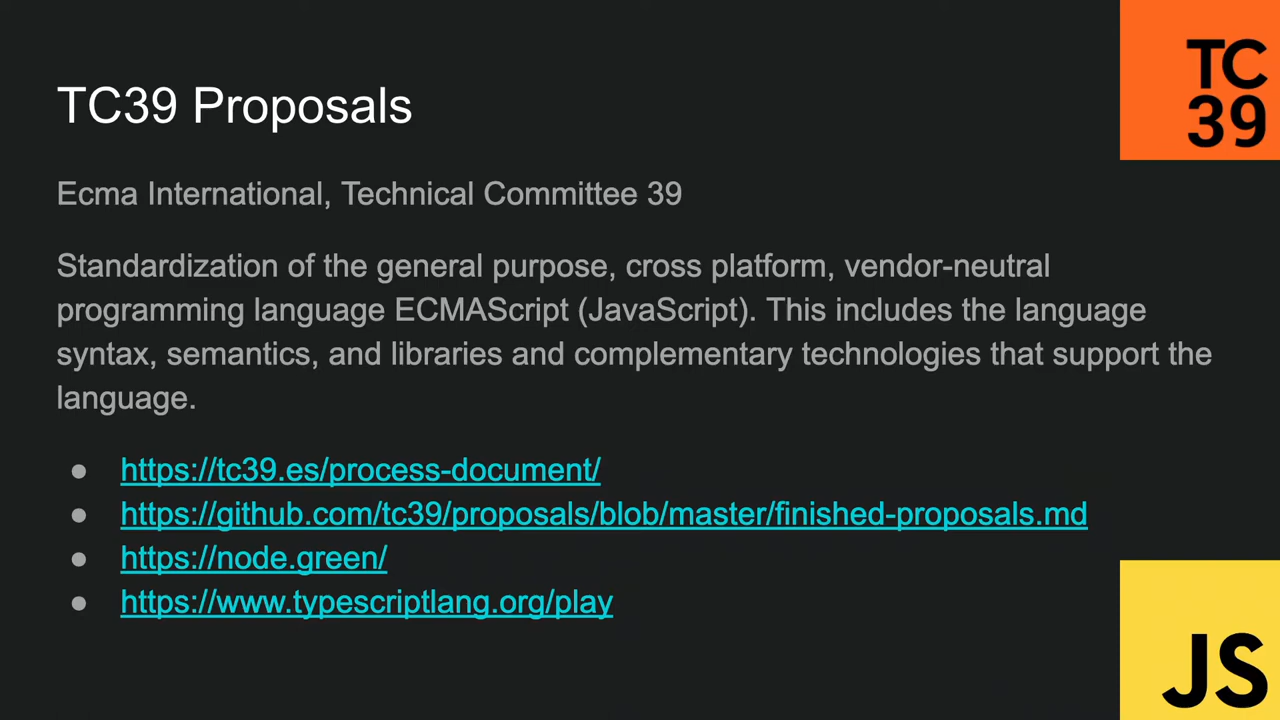 TC
39
TC39 Proposals
Ecma International, Technical Committee 39
Standardization of the general purpose, cross platform, vendor-neutral
programming language ECMAScript (JavaScript). This includes the language
syntax, semantics, and libraries and complementary technologies that support the
language.
● https://tc39.es/process-document/
● https://github.com/tc39/proposals/blob/master/finished-proposals.md
● https://node.green/
● https://www.typescriptlang.org/play
JS